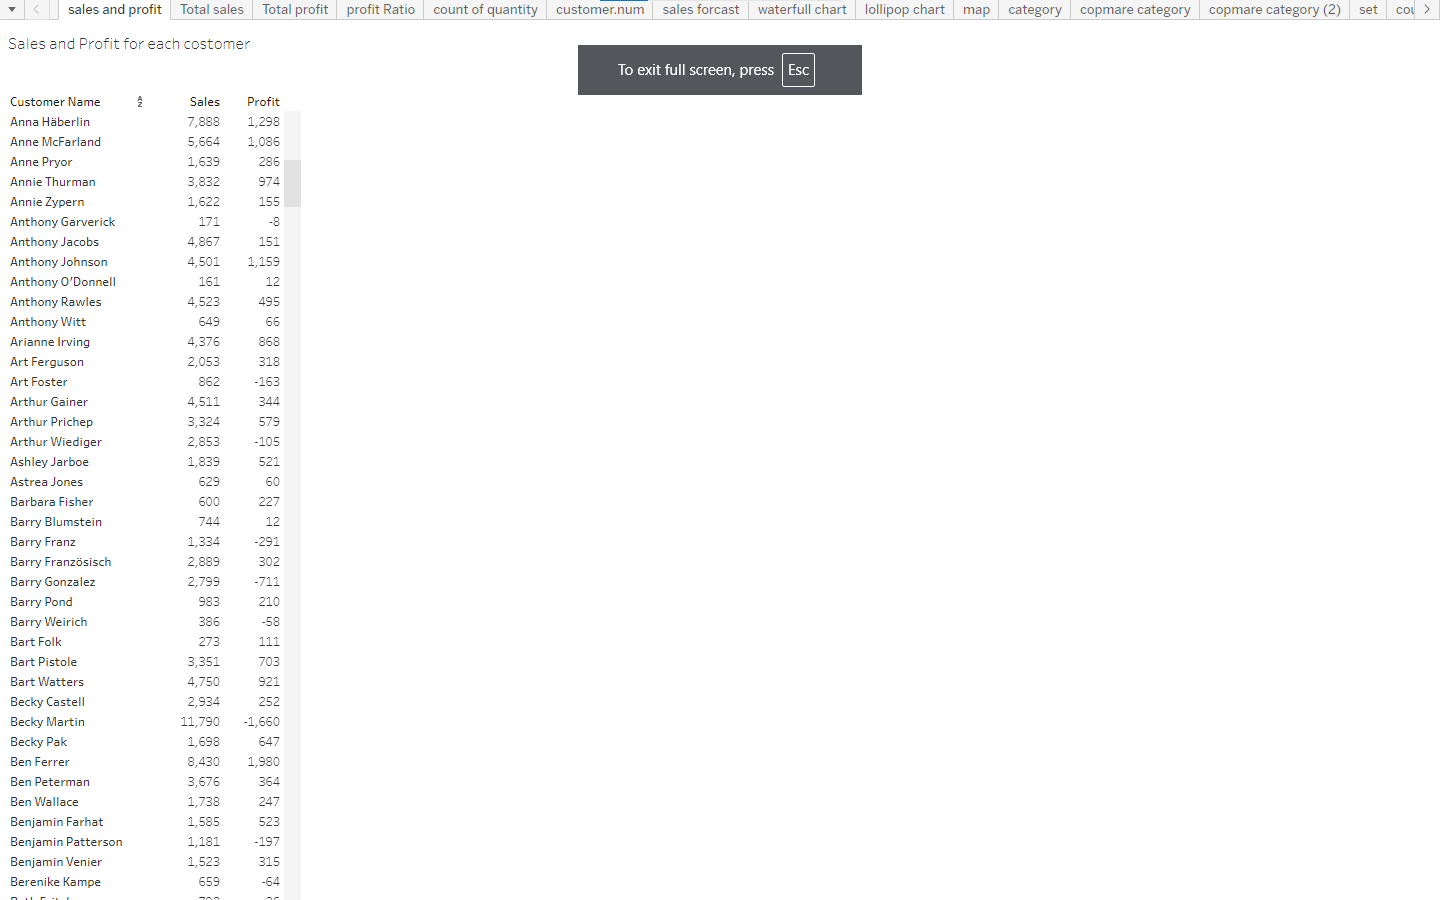 sales and profit Total sales Total profit profit Ratio count of quantity customer.num sales forcast waterfull chart lollipop chart map category copmare category copmare category (2) set
Sales and Profit for each costomer
To exit full screen, press Esc
Customer Name Sales Profit
Anna Häberlin 7,888 1,298
Anne McFarland 5,664 1,086
Anne Pryor 1,639 286
Annie Thurman 3,832 974
Annie Zypern 1,622 155
Anthony Garverick 171 -8
Anthony Jacobs 4,867 151
Anthony Johnson 4,501 1,159
Anthony O'Donnell 161 12
Anthony Rawles 4,523 495
Anthony Witt 649 66
Arianne Irving 4,376 868
Art Ferguson 2,053 318
Art Foster 862 -163
Arthur Gainer 4,511 344
Arthur Prichep 3,324 579
Arthur Wiediger 2,853 -105
Ashley Jarboe 1,839 521
Astrea Jones 629 60
Barbara Fisher 600 227
Barry Blumstein 744 12
Barry Franz 1,334 -291
Barry Französisch 2,889 302
Barry Gonzalez 2,799 -711
Barry Pond 983 210
Barry Weirich 386 -58
Bart Folk 273 111
Bart Pistole 3,351 703
Bart Watters 4,750 921
Becky Castell 2,934 252
Becky Martin 11,790 -1,660
Becky Pak 1,698 647
Ben Ferrer 8,430 1,980
Ben Peterman 3,676 364
Ben Wallace 1,738 247
Benjamin Farhat 1,585 523
Benjamin Patterson 1,181 -197
Benjamin Venier 1,523 315
Berenike Kampe 659 -64